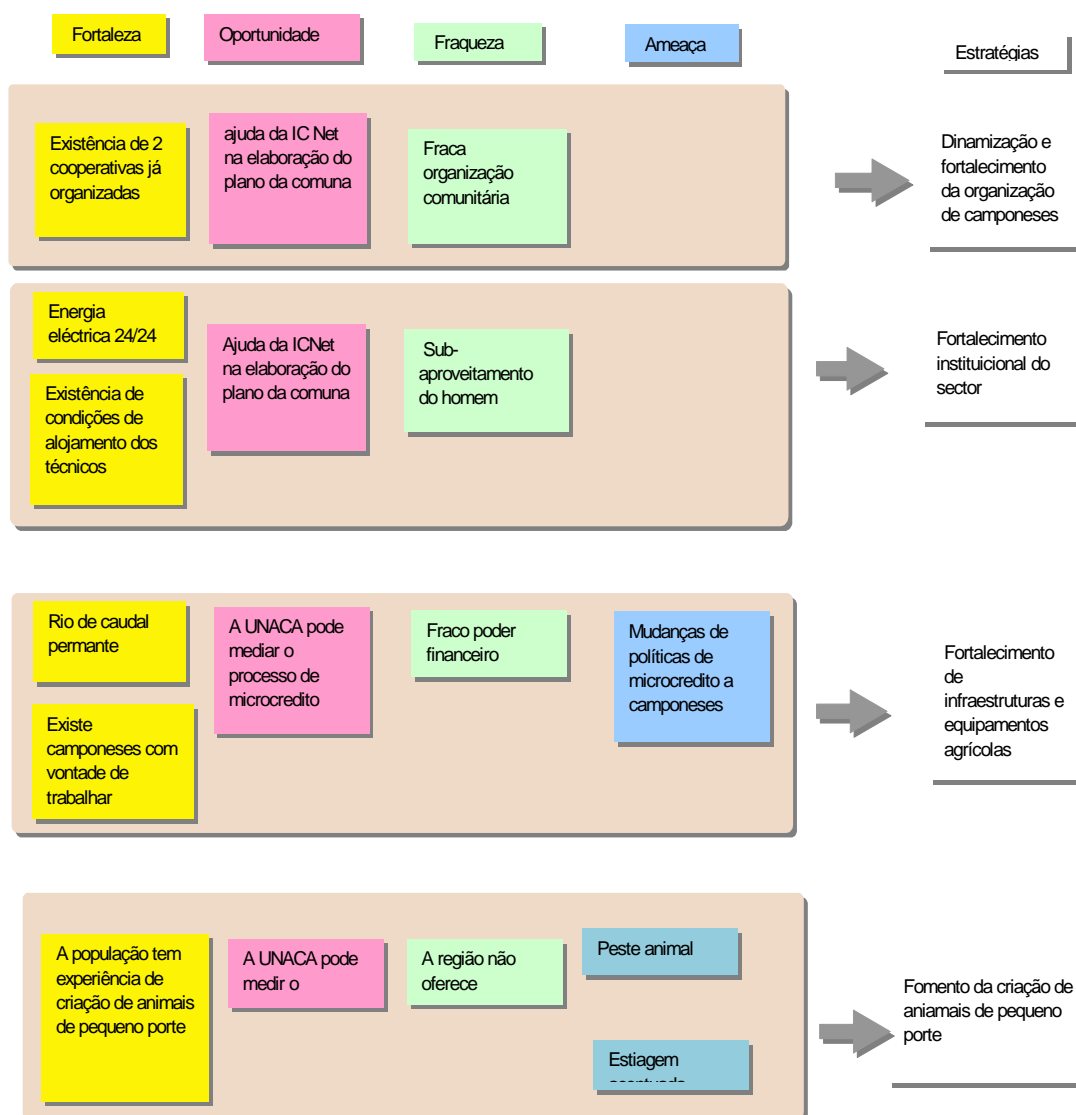 Fortaleza
Oportunidade
Fraqueza
Ameaça
Estratégias
Existência de 2
cooperativas já
organizadas
ajuda da IC Net
na elaboração do
plano da comuna
Fraca
organização
comunitária
Dinamização e
fortalecimento
da organização
de camponeses
Energia
eléctrica 24/24
Existência de
condições de
alojamento dos
técnicos
Ajuda da ICNet
na elaboração do
plano da comuna
Sub-
aproveitamento
do homem
Fortalecimento
instituicional do
sector
Rio de caudal
permante
Existe
camponeses com
vontade de
trabalhar
A UNACA pode
mediar o
processo de
microcredito
Fraco poder
financeiro
Mudanças de
políticas de
microcredito a
camponeses
Fortalecimento
de
infraestruturas e
equipamentos
agrícolas
A população tem
experiência de
criação de animais
de pequeno porte
A UNACA pode
medir o
A região não
oferece
Peste animal
Estiagem
Fomento da criação de
aniamais de pequeno
porte